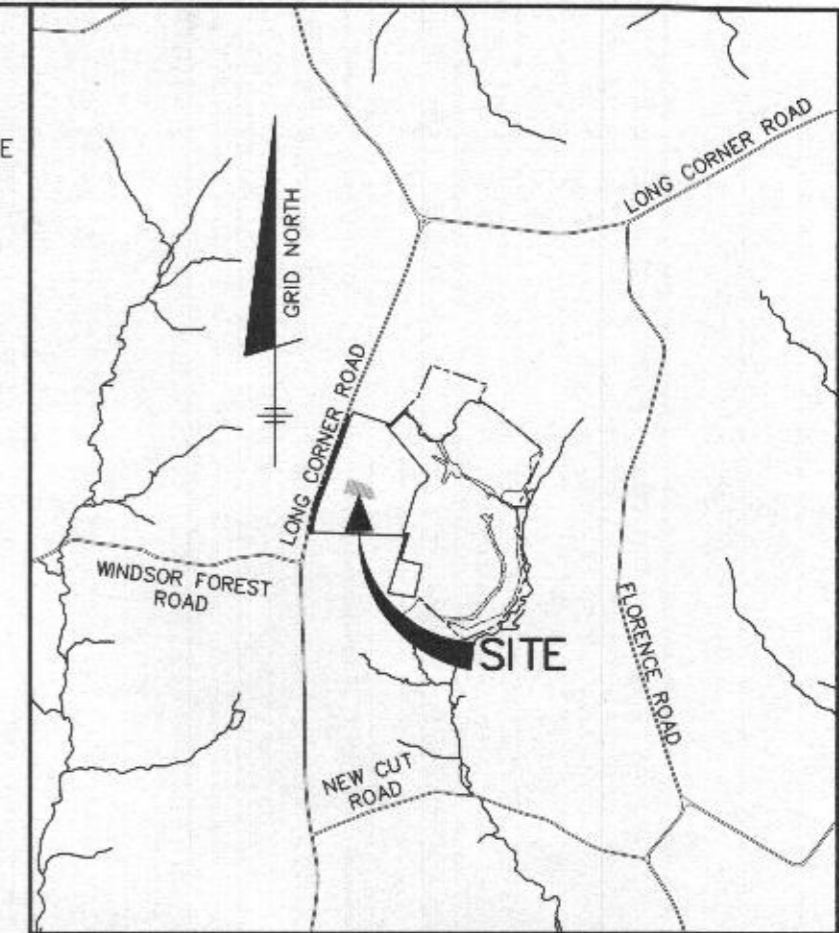 E
LONG CORNER ROAD
GRID NORTH
LONG CORNER ROAD
WINDSOR FOREST
ROAD
SITE
FLORENCE ROAD
NEW CUT
ROAD